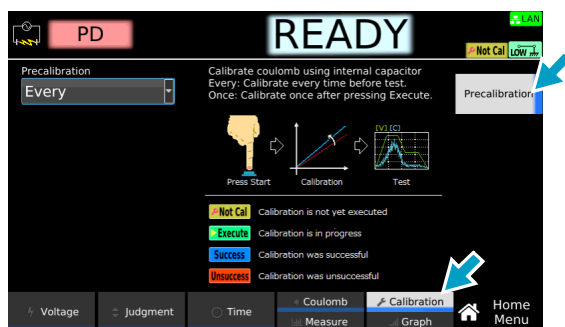 PD
READY
LAN
Not Cal
LOW
Precalibration
Every
Calibrate coulomb using internal capacitor
Every: Calibrate every time before test.
Once: Calibrate once after pressing Execute.
Precalibration
[V] [C]
Press Start
Calibration
Test
Not Cal
Calibration is not yet executed
Execute
Calibration is in progress
Success
Calibration was successful
Unsuccess
Calibration was unsuccessful
Voltage
Judgment
Time
Coulomb
Measure
Calibration
Graph
Home
Menu